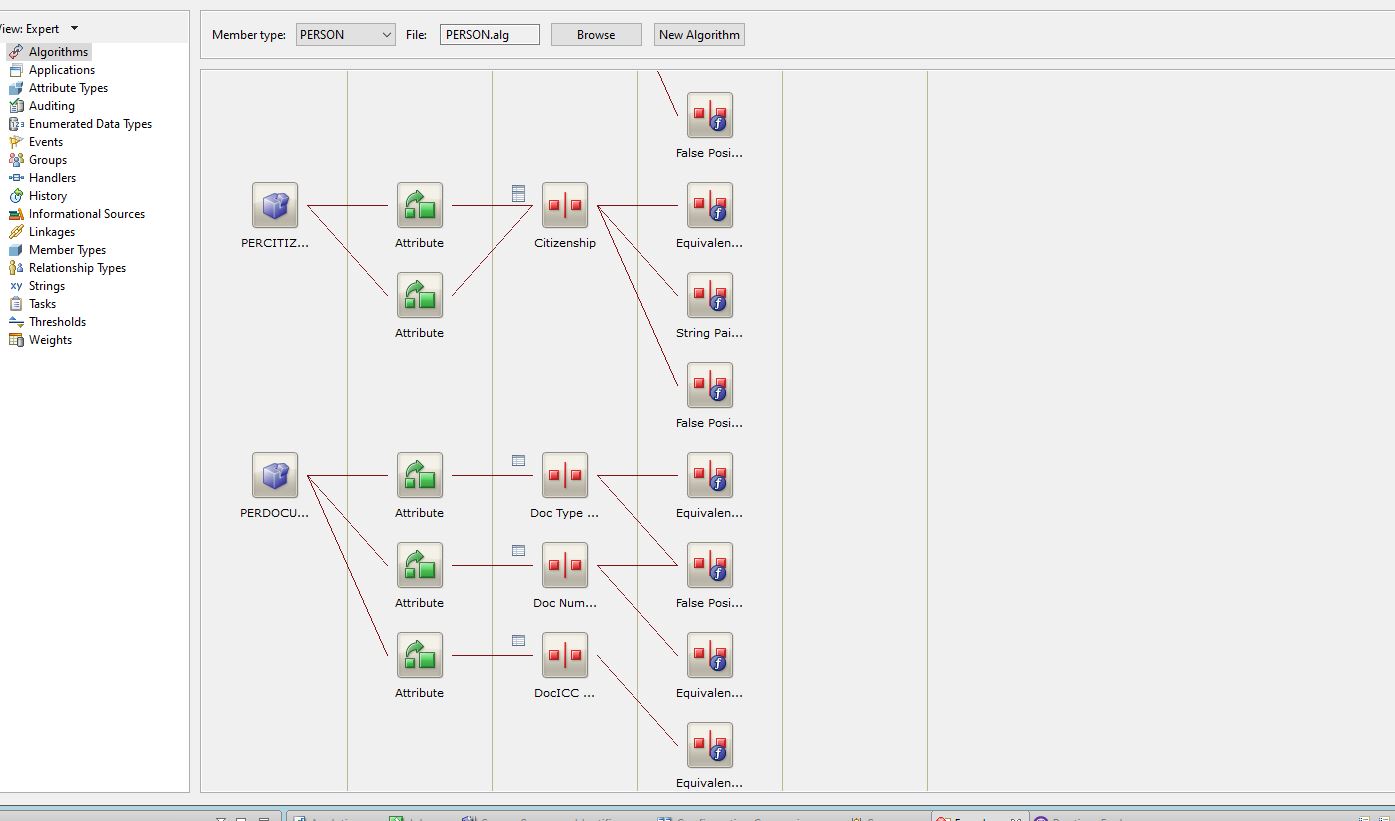 View: Expert
Algorithms
Applications
Attribute Types
Auditing
Enumerated Data Types
Events
Groups
Handlers
History
Informational Sources
Linkages
Member Types
Relationship Types
xy Strings
Tasks
Thresholds
Weights
Member type: PERSON File: PERSON.alg Browse New Algorithm
False Posi...
PERCITIZ... Attribute Citizenship Equivalen...
Attribute String Pai...
False Posi...
PERDOCU... Attribute Doc Type ... Equivalen...
Attribute Doc Num... False Posi...
Attribute DocICC ... Equivalen...
Equivalen...